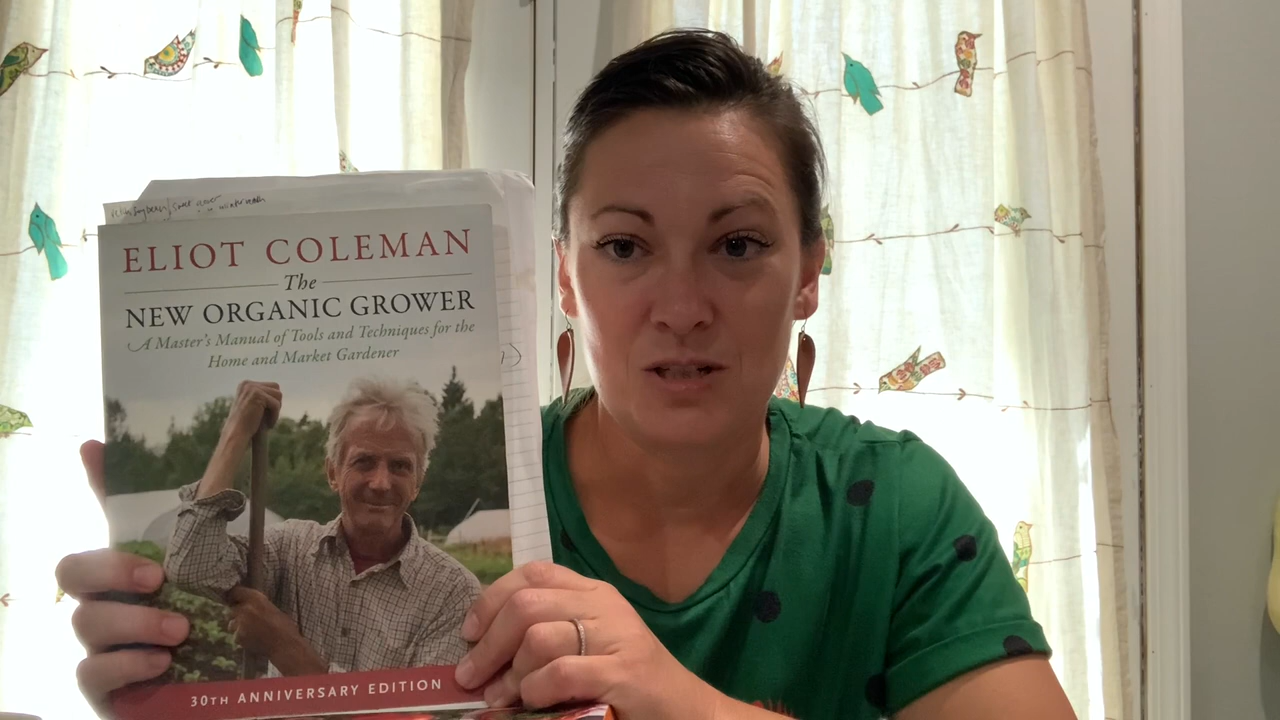 ELIOT COLEMAN
The
NEW ORGANIC GROWER
A Master's Manual of Tools and Techniques for the
Home and Market Gardener
30TH ANNIVERSARY EDITION